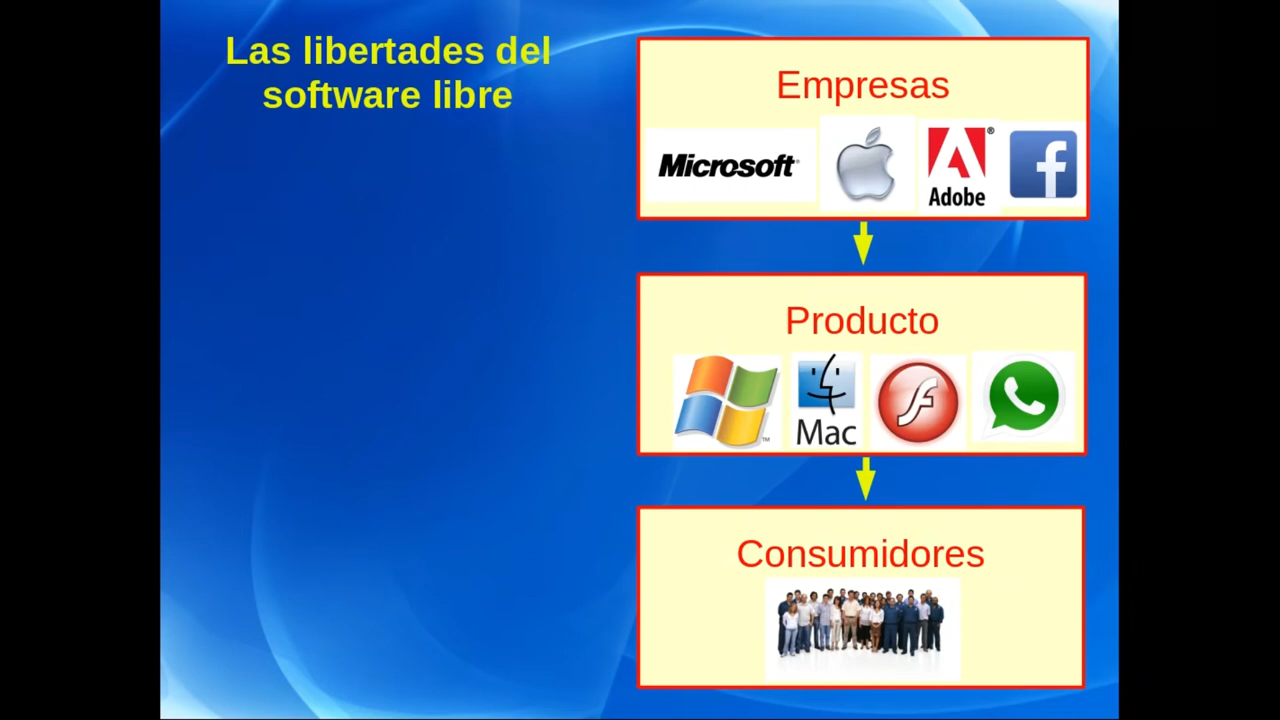 Las libertades del
software libre
Empresas
Microsoft®
Adobe®
Producto
Mac
Consumidores